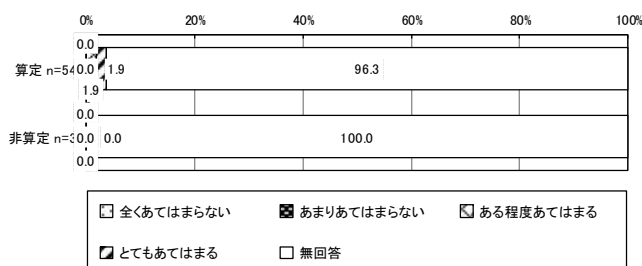 0% 20% 40% 60% 80% 100%
0.0
算定 n=54 0.0 1.9 96.3
1.9
0.0
非算定 n=3 0.0 0.0 100.0
0.0
全くあてはまらない あまりあてはまらない ある程度あてはまる
とてもあてはまる 無回答